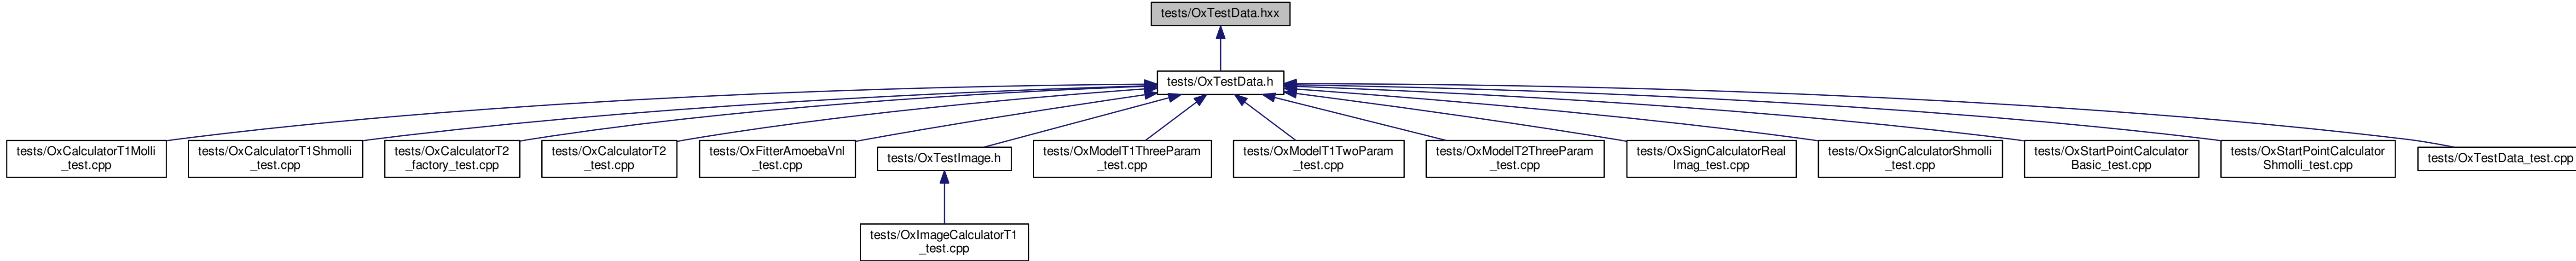 tests/OxTestData.hxx
tests/OxTestData.h
tests/OxCalculatorT1Molli
_test.cpp
tests/OxCalculatorT1Shmolli
_test.cpp
tests/OxCalculatorT2
_factory_test.cpp
tests/OxCalculatorT2
_test.cpp
tests/OxFitterAmoebaVnl
_test.cpp
tests/OxTestImage.h
tests/OxModelT1ThreeParam
_test.cpp
tests/OxModelT1TwoParam
_test.cpp
tests/OxModelT2ThreeParam
_test.cpp
tests/OxSignCalculatorReal
Imag_test.cpp
tests/OxSignCalculatorShmolli
_test.cpp
tests/OxStartPointCalculator
Basic_test.cpp
tests/OxStartPointCalculator
Shmolli_test.cpp
tests/OxTestData_test.cpp
tests/OxImageCalculatorT1
_test.cpp